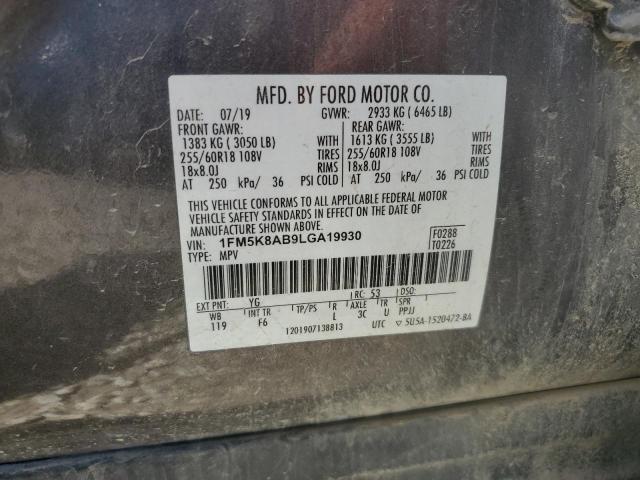 MFD. BY FORD MOTOR CO.
DATE: 07/19 GVWR: 2933 KG ( 6465 LB)
FRONT GAWR: REAR GAWR:
1383 KG ( 3050 LB) WITH 1613 KG ( 3555 LB) WITH
255/60R18 108V TIRES 255/60R18 108V TIRES
18x8.0J RIMS 18x8.0J RIMS
AT 250 kPa/ 36 PSI COLD AT 250 kPa/ 36 PSI COLD
THIS VEHICLE CONFORMS TO ALL APPLICABLE FEDERAL MOTOR
VEHICLE SAFETY STANDARDS IN EFFECT ON THE DATE OF
MANUFACTURE SHOWN ABOVE.
VIN: 1FM5K8AB9LGA19930 F0288
TYPE: MPV T0226
EXT PNT: YG RC: 53 DSO:
WB INT TR TP/PS R AXLE TR SPR
119 F6 L 3C U PPJJ
1201907138813 UTC ▽ 5U5A-1520472-BA